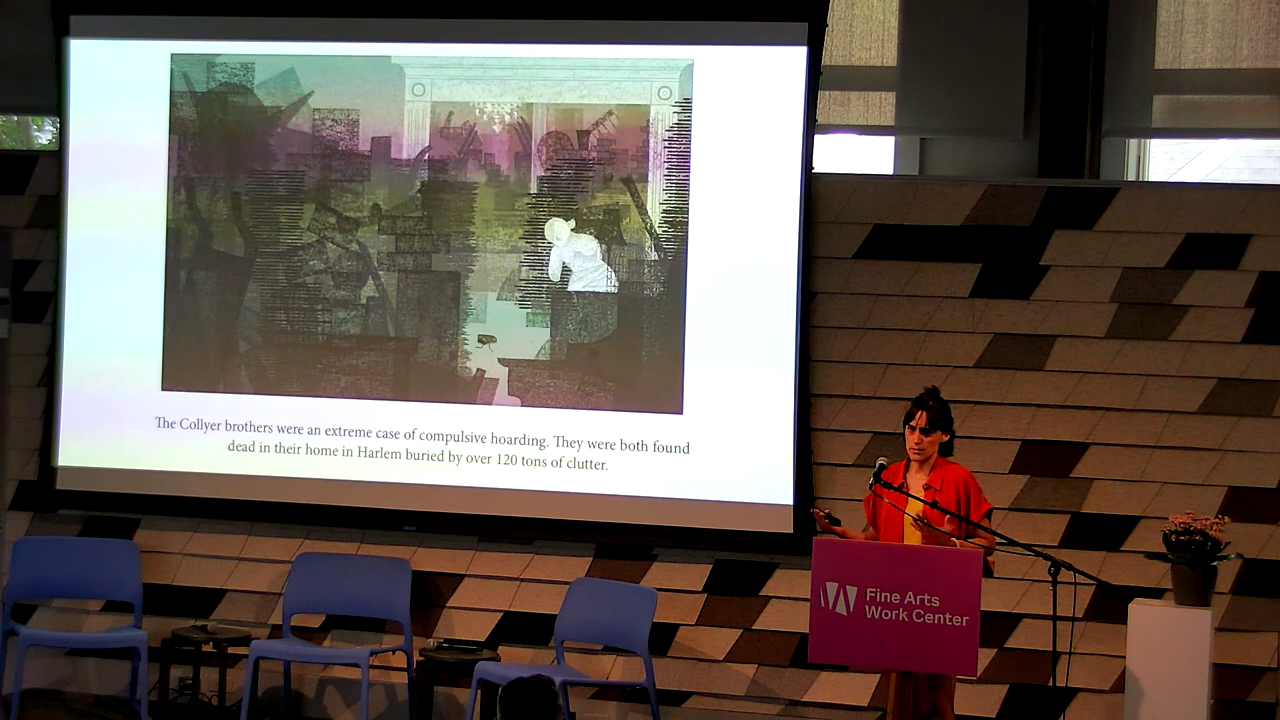 The Collyer brothers were an extreme case of compulsive hoarding. They were both found
dead in their home in Harlem buried by over 120 tons of clutter.
Fine Arts
Work Center